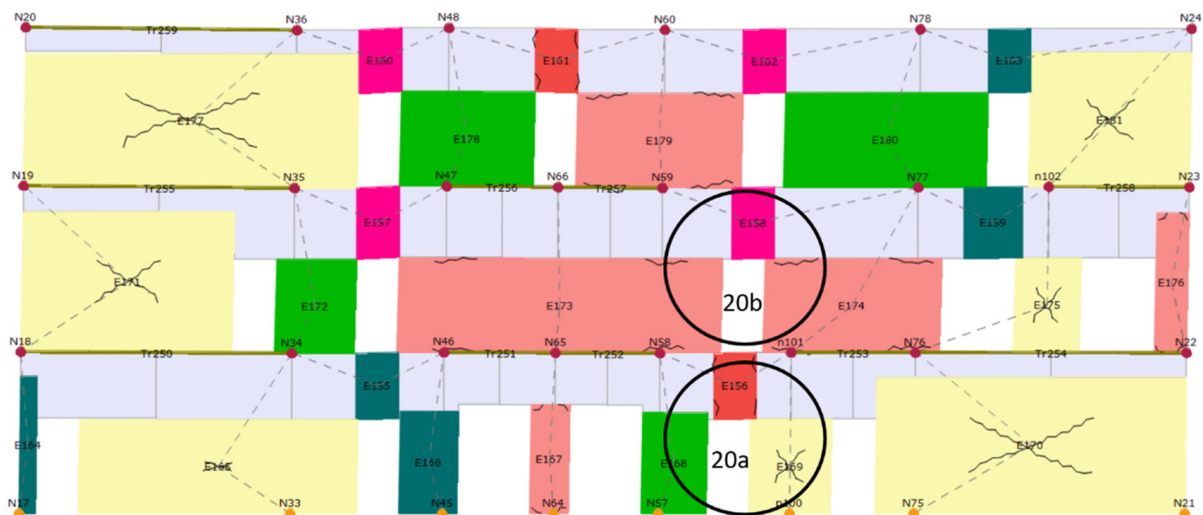 N20 N36 N48 N60 N78 N24
Tr259
E160 E161 E162 E163
E177 E178 E179 E180 E181
N19 N35 N47 N66 N59 N77 n102 N23
Tr255 Tr256 Tr257 Tr258
E157 E158 E159
E171 E172 E173 20b E174 E175 E176
N18 N34 N46 N65 N58 n101 N76 N22
Tr250 Tr251 Tr252 Tr253 Tr254
E155 E156
E164 E166 E167 E168 20a E169 E170
N17 N33 N45 N64 N57 n100 N75 N21